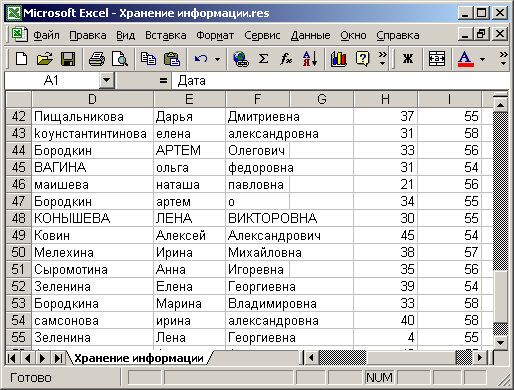 Microsoft Excel - Хранение информации.res
Файл Правка Вид Вставка Формат Сервис Данные Окно Справка
Σ fx Ж A
A1 = Дата
D E F G H I
42 Пищальникова Дарья Дмитриевна 37 55
43 kоунстантинтинова елена александровна 31 58
44 Бородкин АРТЕМ Олегович 33 56
45 ВАГИНА ольга федоровна 31 54
46 маишева наташа павловна 21 56
47 Бородкин артем о 34 55
48 КОНЫШЕВА ЛЕНА ВИКТОРОВНА 30 55
49 Ковин Алексей Александрович 45 54
50 Мелехина Ирина Михайловна 38 57
51 Сыромотина Анна Игоревна 35 56
52 Зеленина Елена Георгиевна 39 54
53 Бородкина Марина Владимировна 33 58
54 самсонова ирина александровна 40 58
55 Зеленина Лена Георгиевна 4 55
Хранение информации
Готово NUM